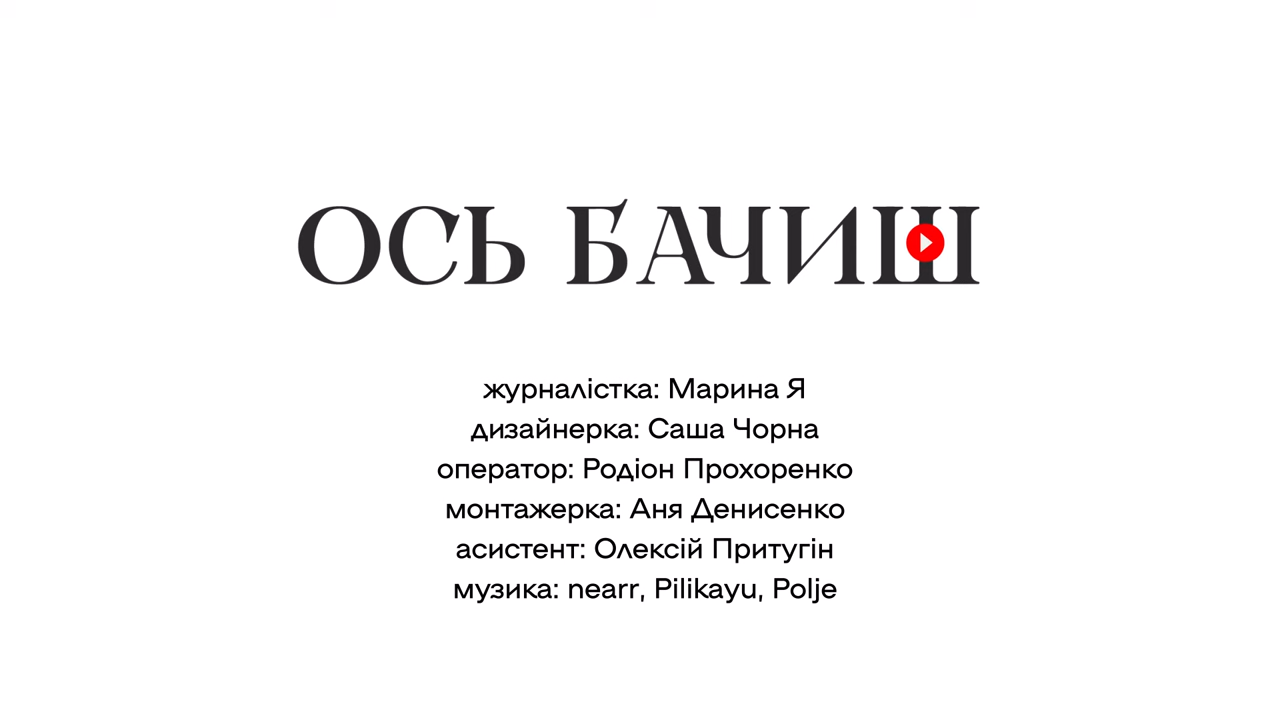 ОСЬ БАЧИШ
журналістка: Марина Я
дизайнерка: Саша Чорна
оператор: Родіон Прохоренко
монтажерка: Аня Денисенко
асистент: Олексій Притугін
музика: nearr, Pilikayu, Polje